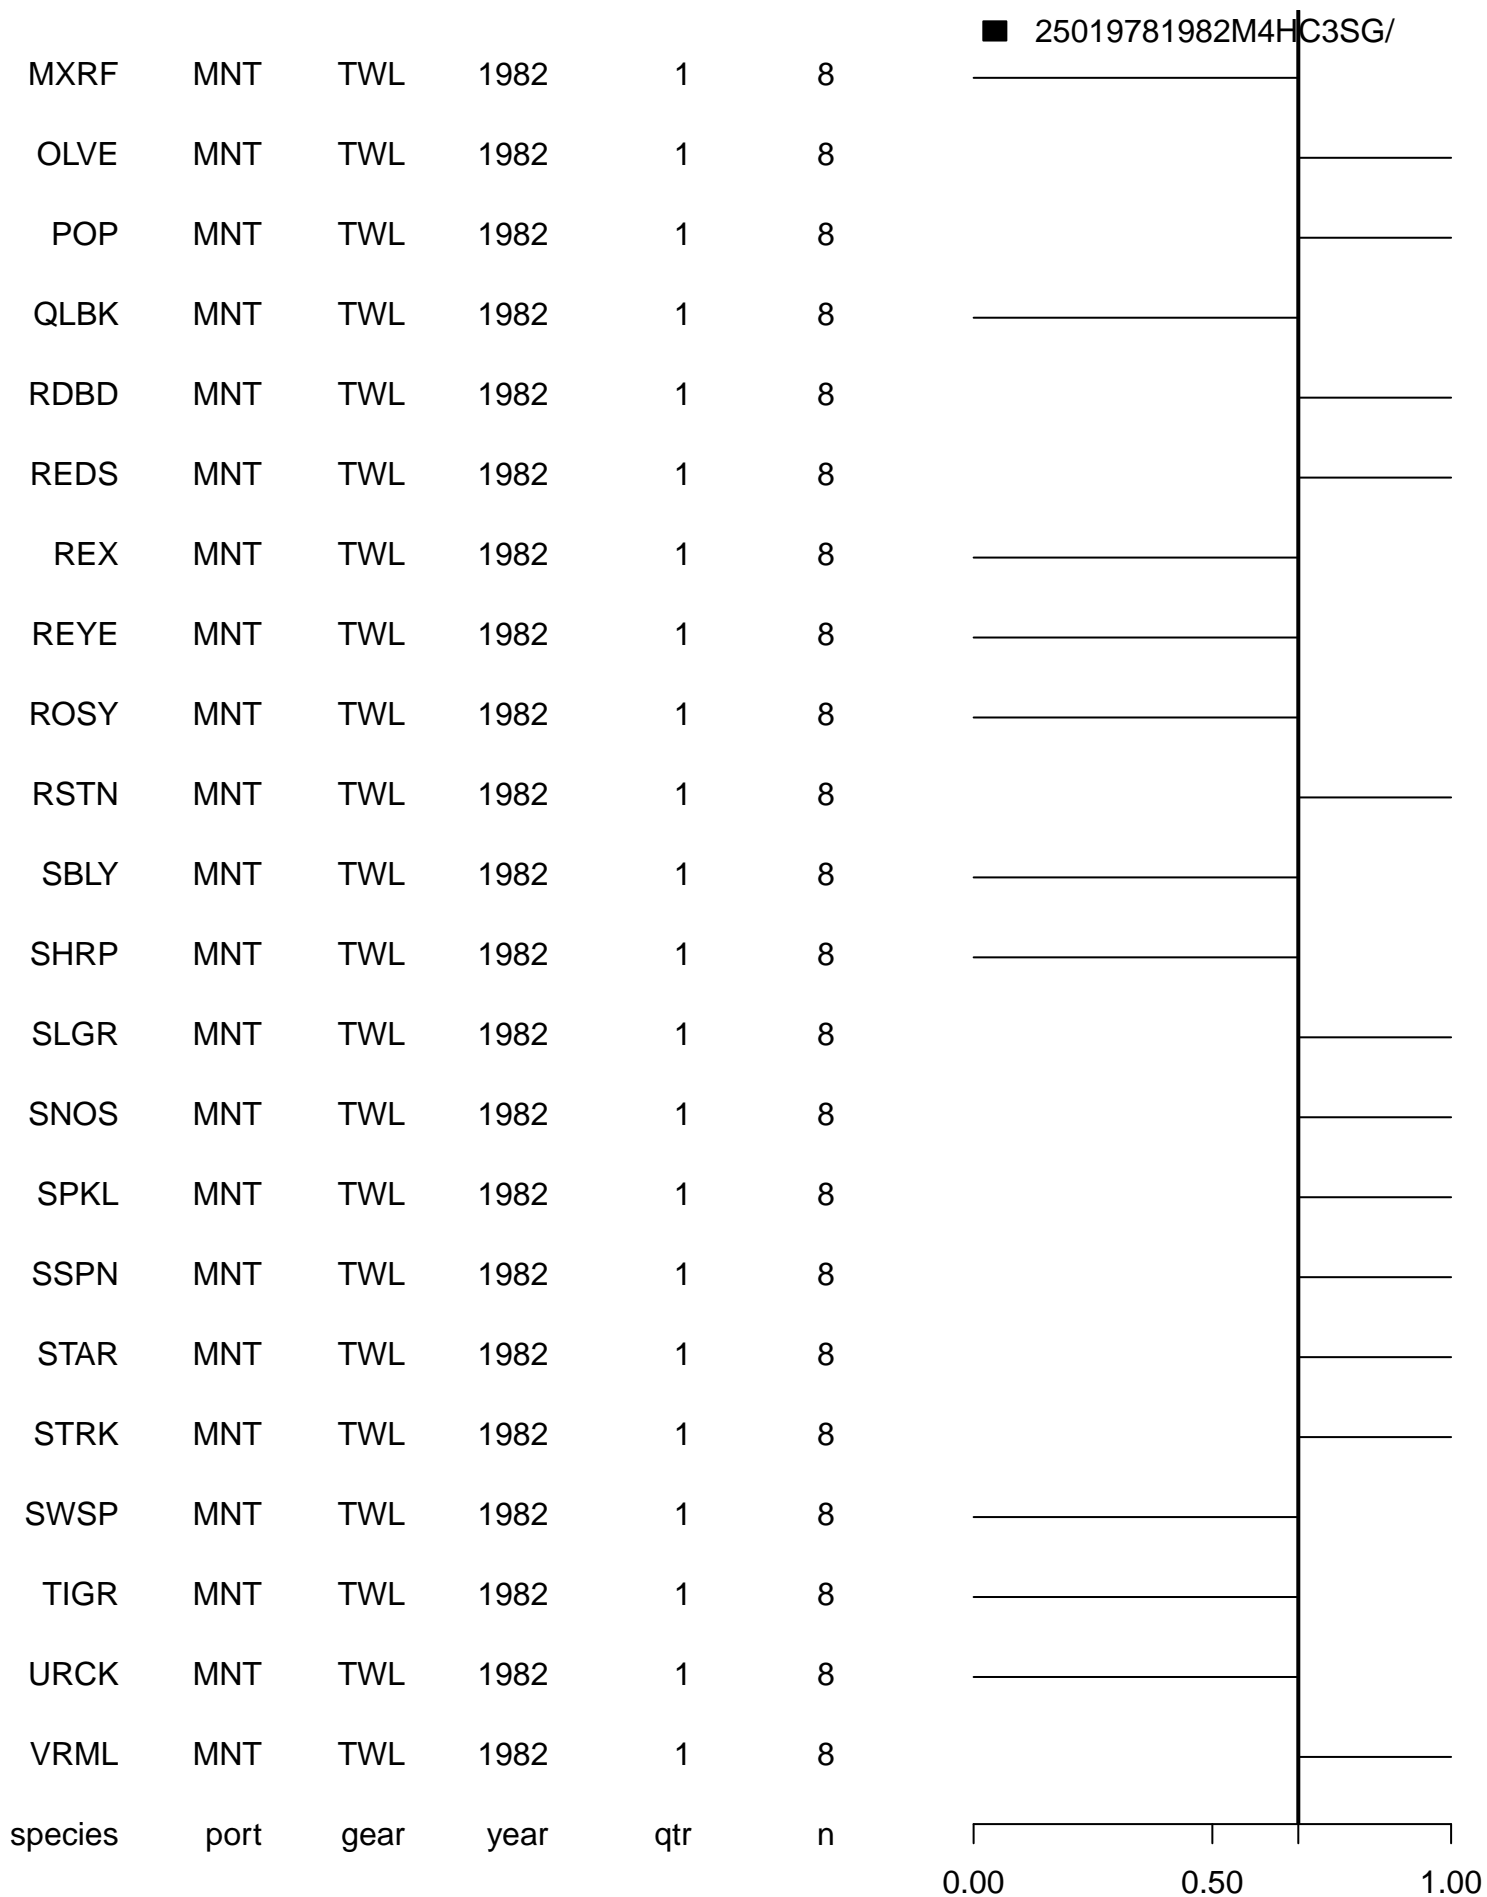 25019781982M4HC3SG/
MXRF MNT TWL 1982 1 8
OLVE MNT TWL 1982 1 8
POP MNT TWL 1982 1 8
QLBK MNT TWL 1982 1 8
RDBD MNT TWL 1982 1 8
REDS MNT TWL 1982 1 8
REX MNT TWL 1982 1 8
REYE MNT TWL 1982 1 8
ROSY MNT TWL 1982 1 8
RSTN MNT TWL 1982 1 8
SBLY MNT TWL 1982 1 8
SHRP MNT TWL 1982 1 8
SLGR MNT TWL 1982 1 8
SNOS MNT TWL 1982 1 8
SPKL MNT TWL 1982 1 8
SSPN MNT TWL 1982 1 8
STAR MNT TWL 1982 1 8
STRK MNT TWL 1982 1 8
SWSP MNT TWL 1982 1 8
TIGR MNT TWL 1982 1 8
URCK MNT TWL 1982 1 8
VRML MNT TWL 1982 1 8
species port gear year qtr n
0.00 0.50 1.00